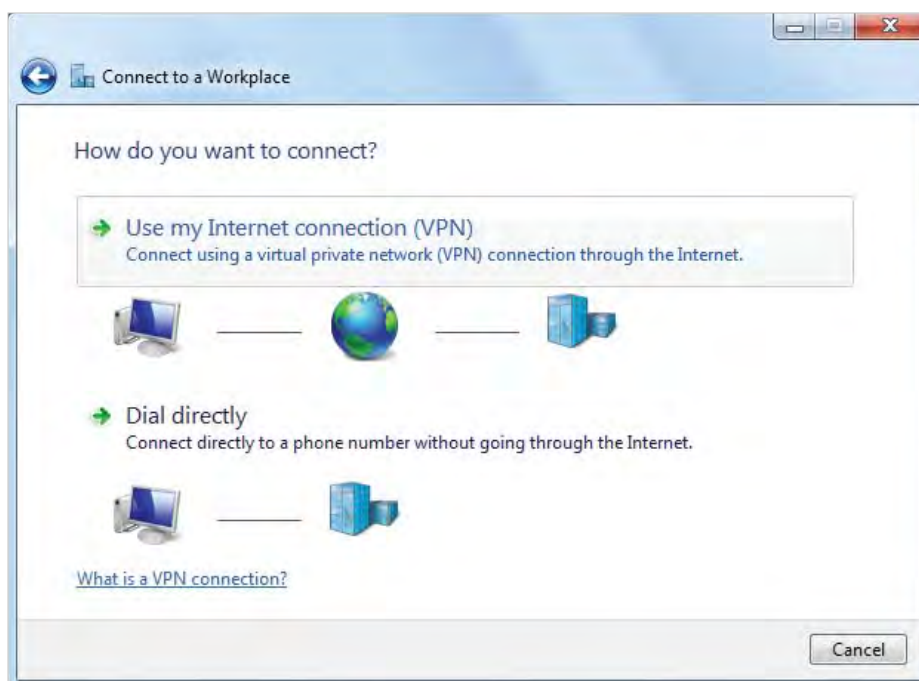 Connect to a Workplace
How do you want to connect?
Use my Internet connection (VPN)
Connect using a virtual private network (VPN) connection through the Internet.
Dial directly
Connect directly to a phone number without going through the Internet.
What is a VPN connection?
Cancel